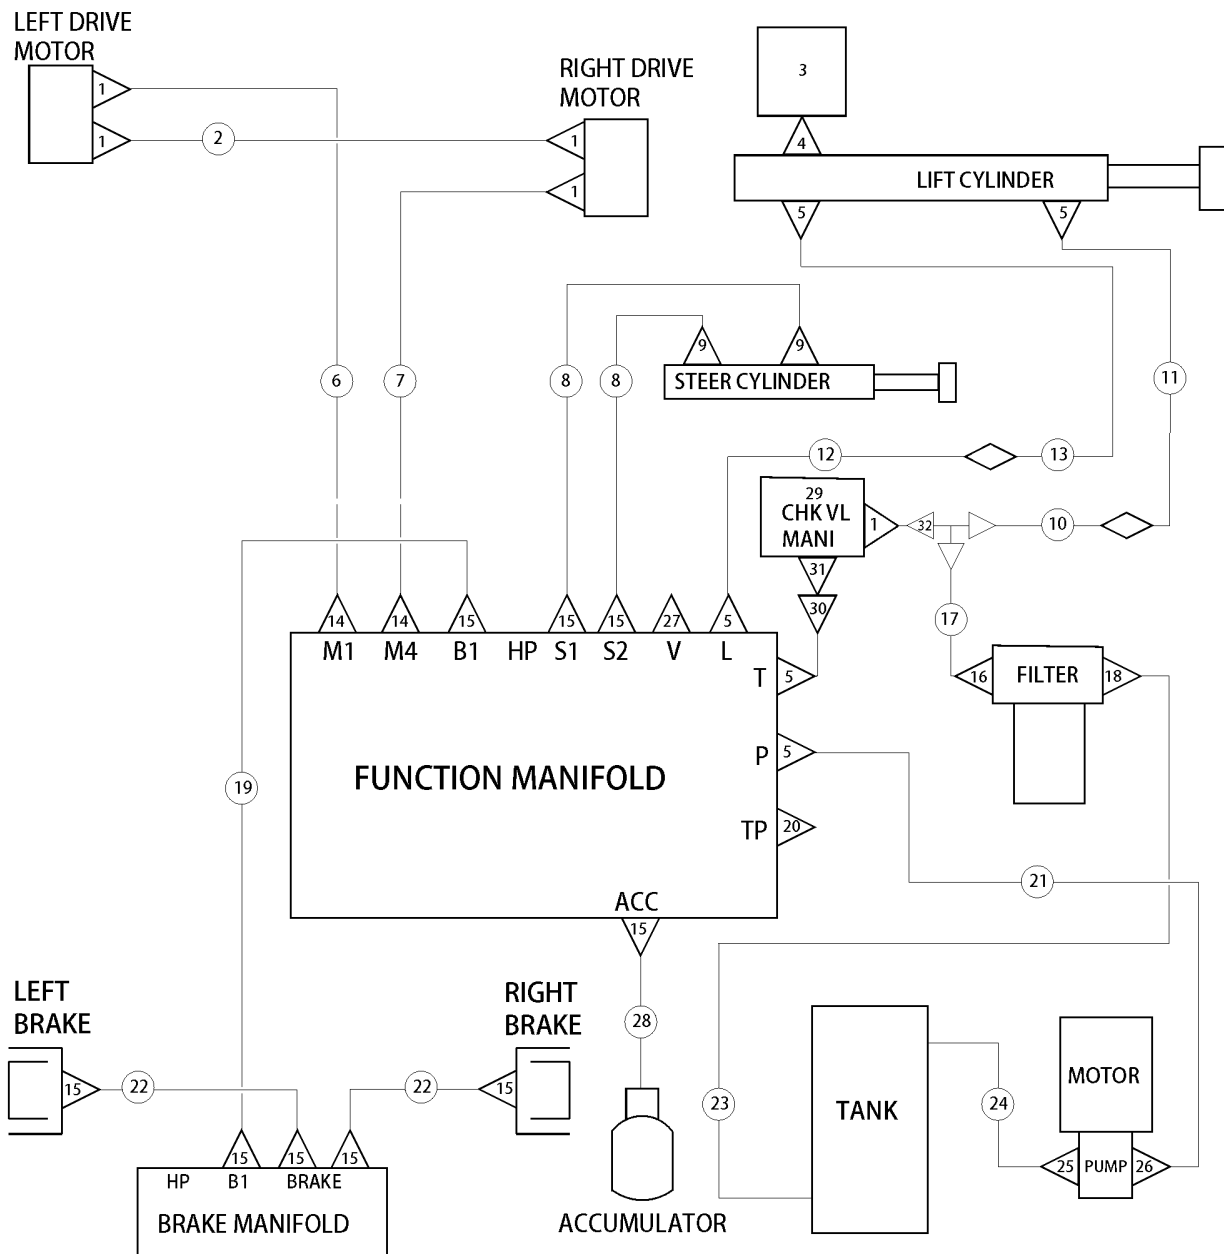 LEFT DRIVE
MOTOR
1
1
2
RIGHT DRIVE
MOTOR
1
1
3
4
LIFT CYLINDER
5
5
6
7
8
8
9
9
STEER CYLINDER
11
12
13
29
CHK VL
MANI
1
32
10
31
30
17
14
14
15
15
15
27
5
M1
M4
B1
HP
S1
S2
V
L
T
5
16
FILTER
18
P
5
FUNCTION MANIFOLD
19
TP
20
21
ACC
15
LEFT
BRAKE
15
22
RIGHT
BRAKE
22
15
28
23
TANK
24
MOTOR
25
PUMP
26
15
15
15
HP
B1
BRAKE
BRAKE MANIFOLD
ACCUMULATOR